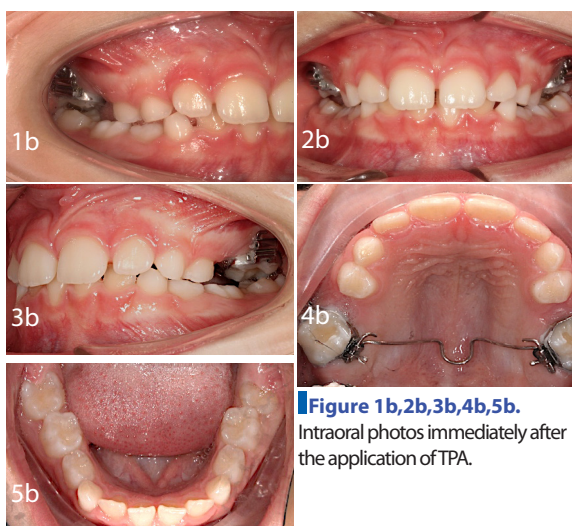 1b
2b
3b
4b
5b
Figure 1b,2b,3b,4b,5b.
Intraoral photos immediately after
the application of TPA.